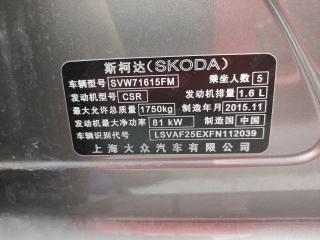 斯柯达(SKODA)
车辆型号 SVW71615FM 乘坐人数 5
发动机型号 CSR 发动机排量 1.6 L
最大允许总质量 1750kg 制造年月 2015.11
发动机最大净功率 81 kW 制造国 中国
车辆识别代号 LSVAF25EXFN112039
上海大众汽车有限公司